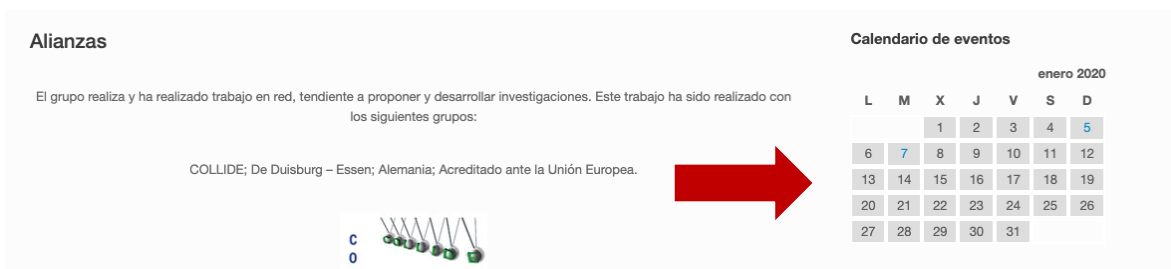 Alianzas
El grupo realiza y ha realizado trabajo en red, tendiente a proponer y desarrollar investigaciones. Este trabajo ha sido realizado con
los siguientes grupos:
COLLIDE; De Duisburg – Essen; Alemania; Acreditado ante la Unión Europea.
C
O
Calendario de eventos
enero 2020
L M X J V S D
1 2 3 4 5
6 7 8 9 10 11 12
13 14 15 16 17 18 19
20 21 22 23 24 25 26
27 28 29 30 31